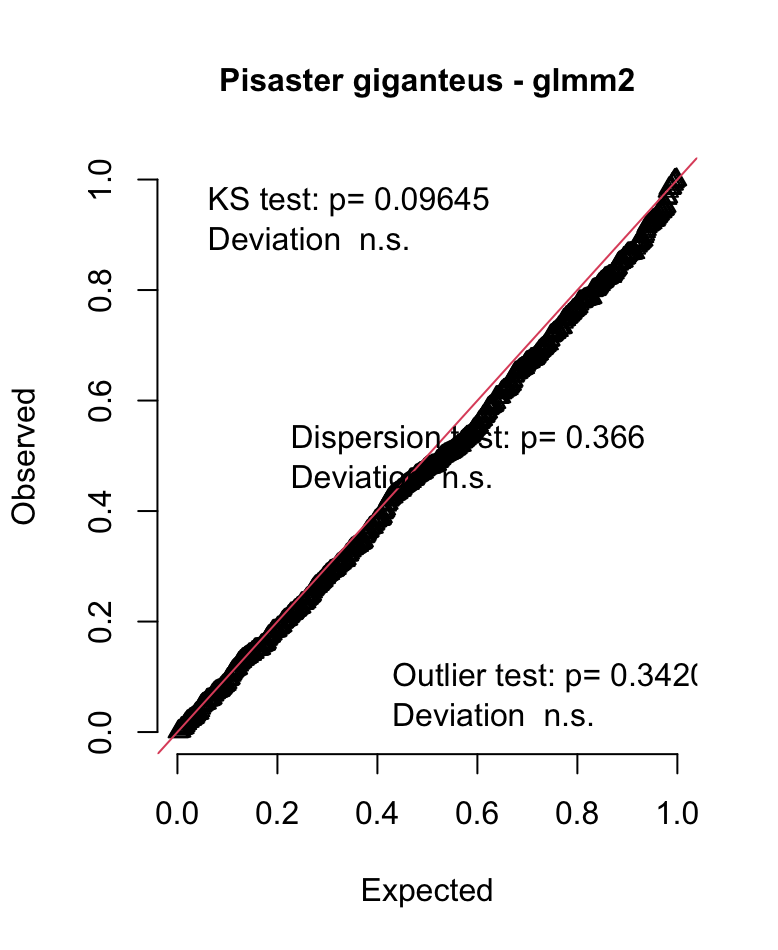 Pisaster giganteus - glmm2
KS test: p= 0.09645
Deviation n.s.
Dispersion test: p= 0.366
Deviation n.s.
Outlier test: p= 0.3420
Deviation n.s.
Observed
0.0 0.2 0.4 0.6 0.8 1.0
0.0 0.2 0.4 0.6 0.8 1.0
Expected